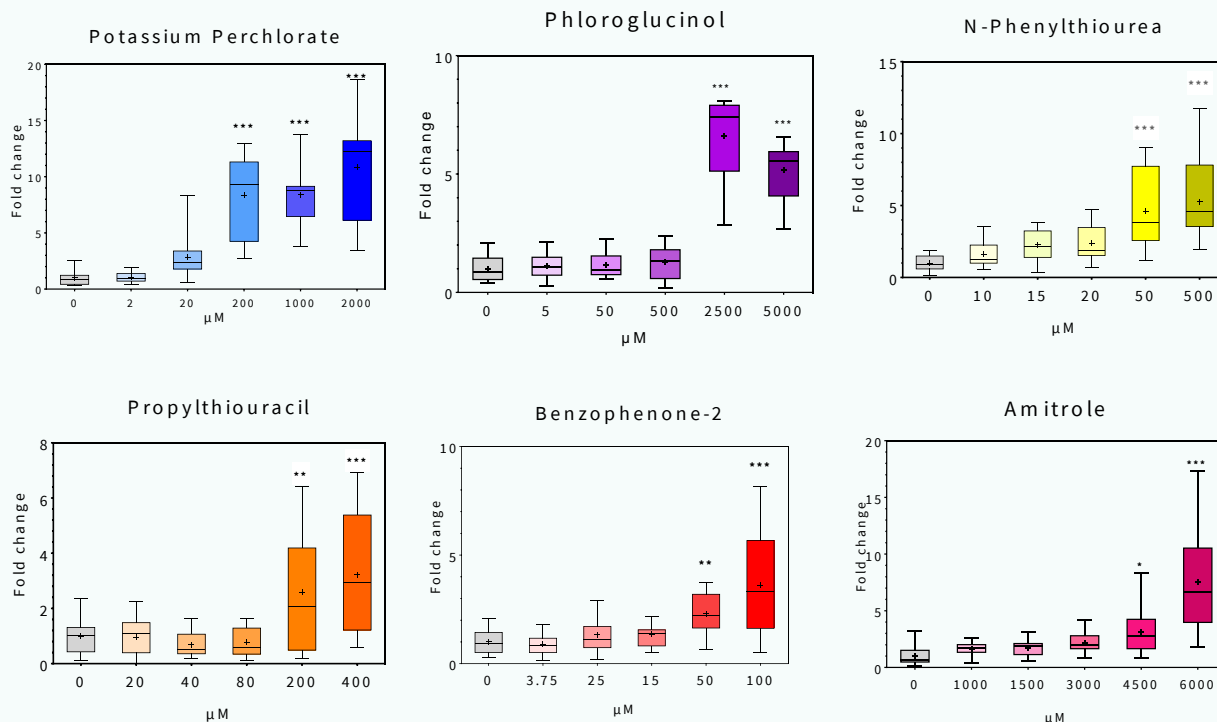 Potassium Perchlorate
Fold change
20
15
10
5
0
***
***
***
0 2 20 200 1000 2000
μM
Phloroglucinol
Fold change
10
5
0
***
***
0 5 50 500 2500 5000
μM
N-Phenylthiourea
Fold change
15
10
5
0
***
***
0 10 15 20 50 500
μM
Propylthiouracil
Fold change
8
6
4
2
0
**
***
0 20 40 80 200 400
μM
Benzophenone-2
Fold change
10
5
0
***
**
0 3.75 25 15 50 100
μM
Amitrole
Fold change
20
15
10
5
0
***
*
0 1000 1500 3000 4500 6000
μM